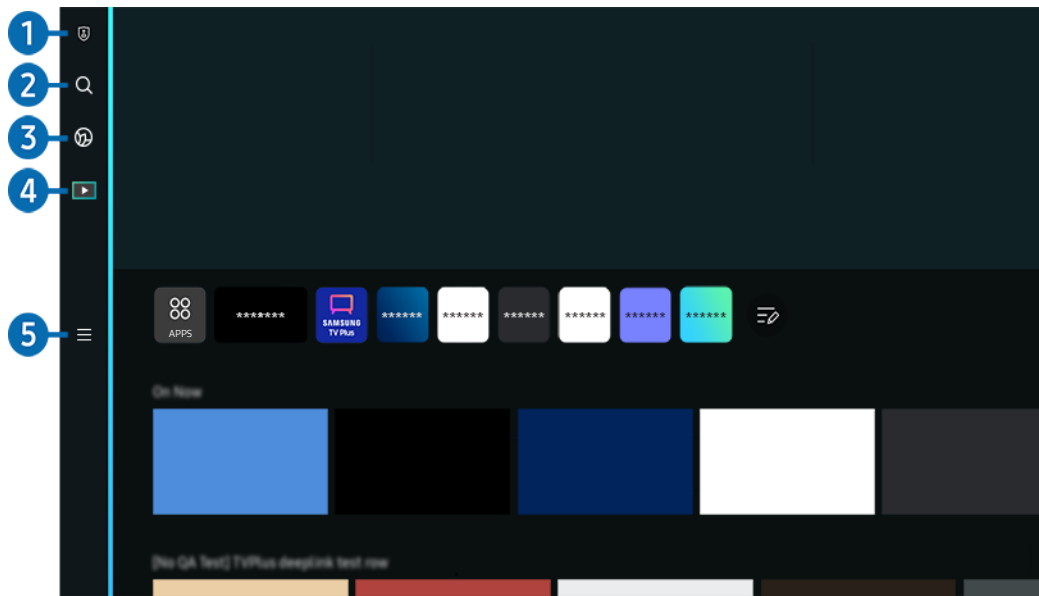 1
2
3
4
5
APPS
*******
SAMSUNG
TV Plus
******
******
******
******
******
******
On Now
[No QA Test] TVPlus deeplink test row